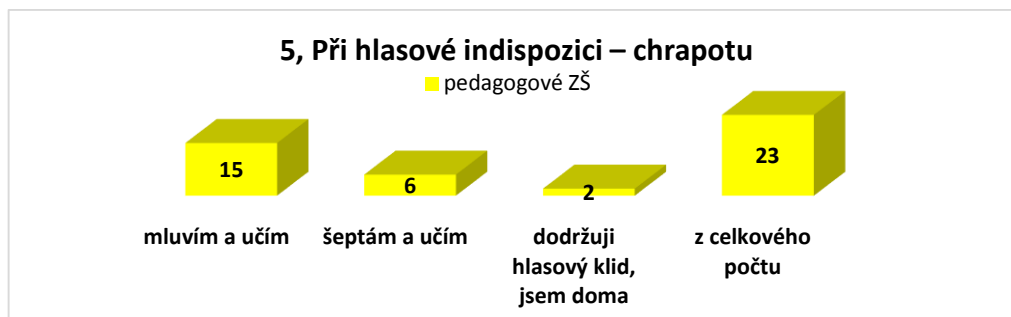 5, Při hlasové indispozici – chrapotu
pedagogové ZŠ
15
6
2
23
mluvím a učím
šeptám a učím
dodržuji
hlasový klid,
jsem doma
z celkového
počtu